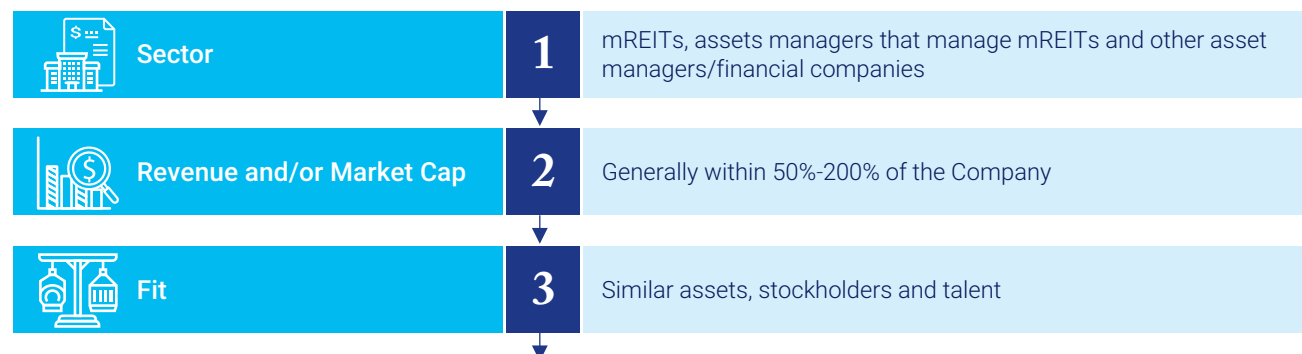 $
Sector
1
mREITs, assets managers that manage mREITs and other asset
managers/financial companies
$
Revenue and/or Market Cap
2
Generally within 50%-200% of the Company
Fit
3
Similar assets, stockholders and talent